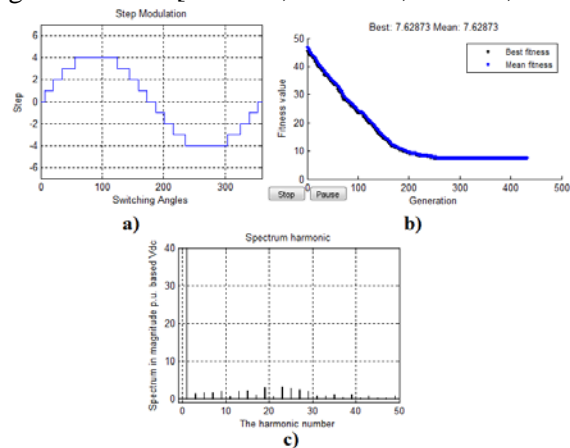 Step Modulation
6
4
2
0
-2
-4
-6
Step
0 100 200 300
Switching Angles
a)
Best: 7.62873 Mean: 7.62873
50
40
30
20
10
0
Fitness value
Best fitness
Mean fitness
0 100 200 300 400 500
Stop Pause Generation
b)
Spectrum harmonic
40
30
20
10
0
Spectrum in magnitude p.u. based Vdc
0 10 20 30 40 50
The harmonic number
c)